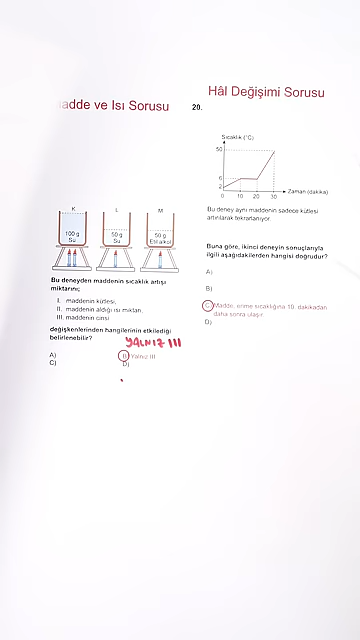 adde ve Isı Sorusu
K
L
M
100 g
Su
50 g
Su
50 g
Etil alkol
Bu deneyden maddenin sıcaklık artışı
miktarını;
I. maddenin kütlesi,
II. maddenin aldığı ısı miktarı,
III. maddenin cinsi
değişkenlerinden hangilerinin etkilediği
belirlenebilir?
YALNIZ III
A)
B) Yalnız III
C)
D)
Hâl Değişimi Sorusu
20.
Sıcaklık (°C)
50
6
2
0
10
20
30
Zaman (dakika)
Bu deney aynı maddenin sadece kütlesi
artırılarak tekrarlanıyor.
Buna göre, ikinci deneyin sonuçlarıyla
ilgili aşağıdakilerden hangisi doğrudur?
A)
B)
C) Madde, erime sıcaklığına 10. dakikadan
daha sonra ulaşır.
D)